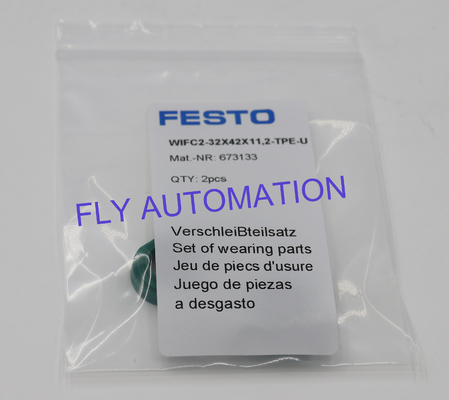 FESTO
WIFC2-32X42X11,2-TPE-U
Mat.-NR: 673133
QTY: 2pcs
FLY AUTOMATION
VerschleiBteilsatz
Set of wearing parts
Jeu de piecs d'usure
Juego de piezas
a desgasto